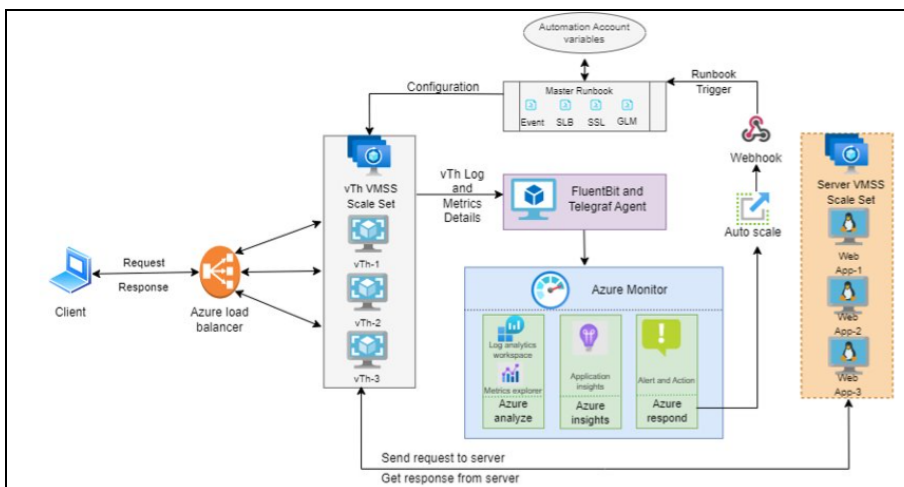 Automation Account
variables
Master Runbook
Event SLB SSL GLM
Configuration
Runbook
Trigger
Webhook
Auto scale
vTh VMSS
Scale Set
vTh-1
vTh-2
vTh-3
vTh Log
and
Metrics
Details
FluentBit and
Telegraf Agent
Server VMSS
Scale Set
Web
App-1
Web
App-2
Web
App-3
Request
Response
Client
Azure load
balancer
Azure Monitor
Log analytics
workspace
Metrics explorer
Azure
analyze
Application
insights
Azure
insights
Alert and Action
Azure
respond
Send request to server
Get response from server